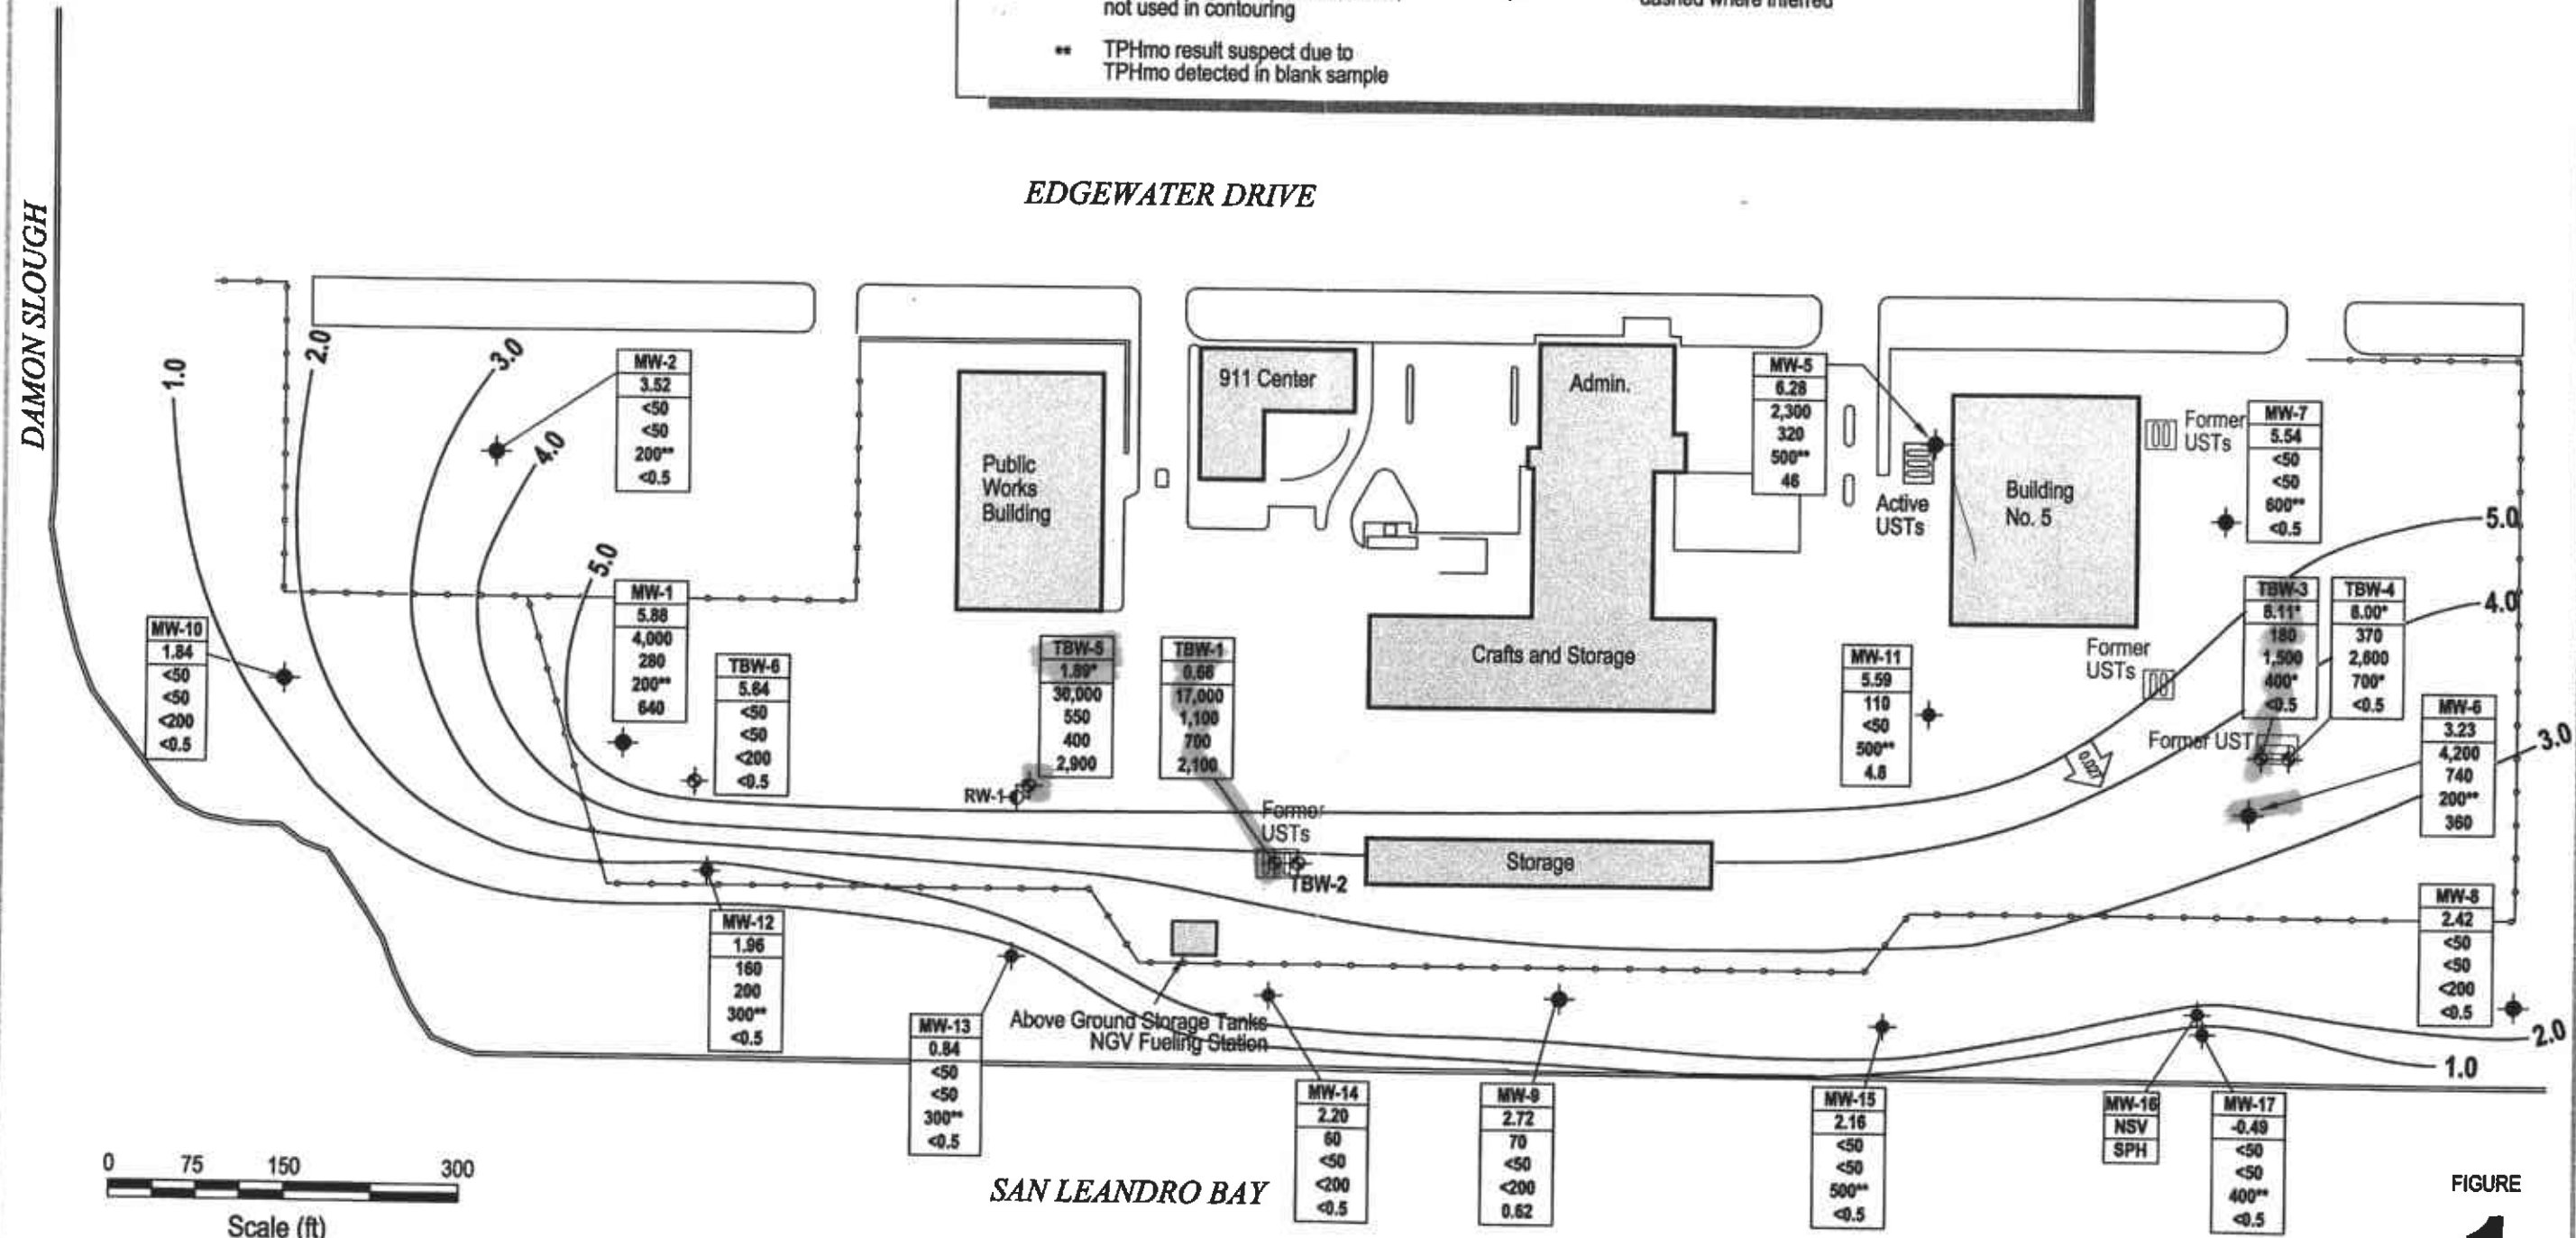 not used in contouring
** TPHmo result suspect due to
TPHmo detected in blank sample
EDGEWATER DRIVE
DAMON SLOUGH
1.0
2.0
3.0
4.0
5.0
MW-2
3.52
<50
<50
200**
<0.5
MW-1
5.88
4,000
280
200**
640
MW-10
1.84
<50
<50
<200
<0.5
TBW-6
5.64
<50
<50
<200
<0.5
Public
Works
Building
911 Center
Admin.
Crafts and Storage
Storage
TBW-5
1.89*
30,000
550
400
2,900
TBW-1
0.66
17,000
1,100
700
2,100
RW-1
Former
USTs
TBW-2
MW-5
6.28
2,300
320
500**
46
Active
USTs
Building
No. 5
Former
USTs
MW-7
5.54
<50
<50
600**
<0.5
5.0
4.0
3.0
2.0
1.0
TBW-3
8.11*
180
1,500
400*
<0.5
TBW-4
8.00*
370
2,600
700*
<0.5
Former
USTs
Former UST
0.027
MW-11
5.59
110
<50
500**
4.8
MW-6
3.23
4,200
740
200**
360
MW-8
2.42
<50
<50
<200
<0.5
MW-12
1.96
160
200
300**
<0.5
MW-13
0.84
<50
<50
300**
<0.5
Above Ground Storage Tanks
NGV Fueling Station
MW-14
2.20
60
<50
<200
<0.5
MW-9
2.72
70
<50
<200
0.62
MW-15
2.16
<50
<50
500**
<0.5
MW-16
NSV
SPH
MW-17
-0.49
<50
<50
400**
<0.5
SAN LEANDRO BAY
0 75 150 300
Scale (ft)
FIGURE